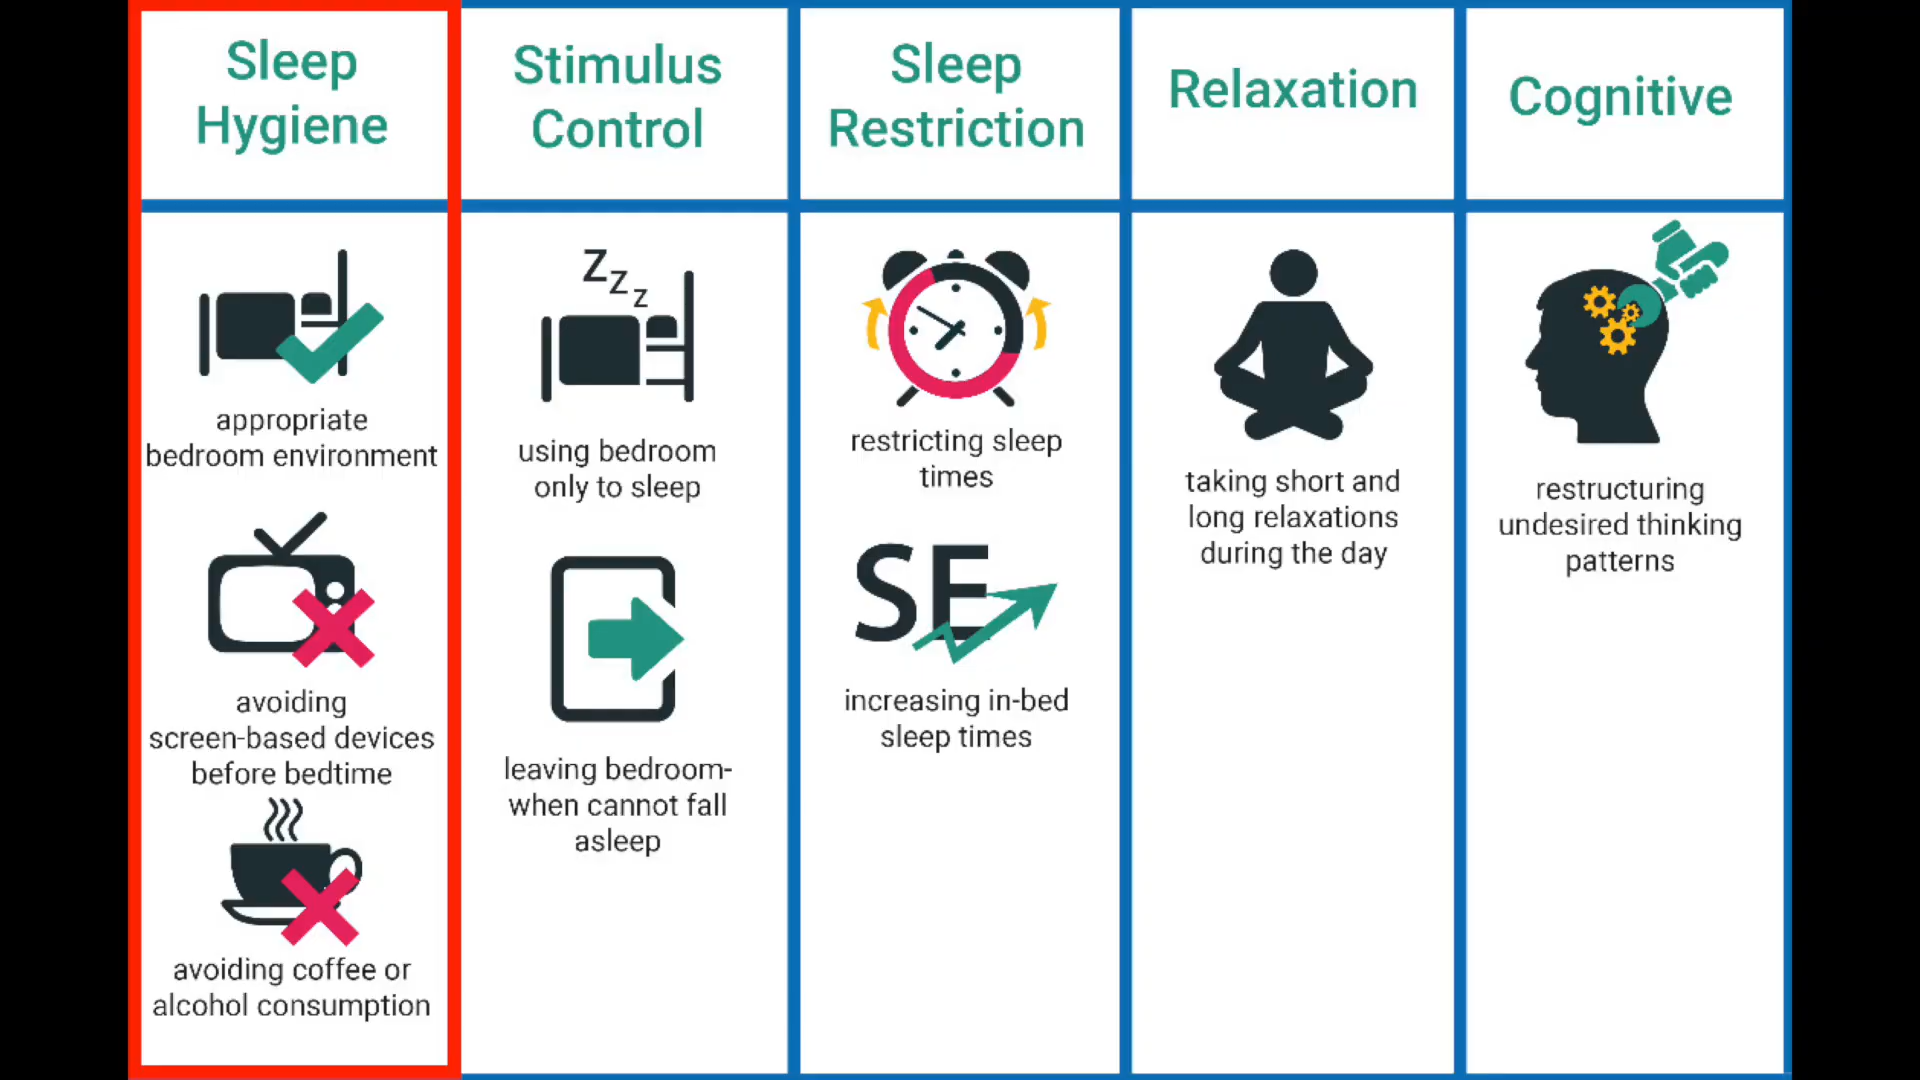 Sleep
Hygiene
appropriate
bedroom environment
avoiding
screen-based devices
before bedtime
avoiding coffee or
alcohol consumption
Stimulus
Control
Z
z
z
using bedroom
only to sleep
leaving bedroom-
when cannot fall
asleep
Sleep
Restriction
restricting sleep
times
SE
increasing in-bed
sleep times
Relaxation
taking short and
long relaxations
during the day
Cognitive
restructuring
undesired thinking
patterns